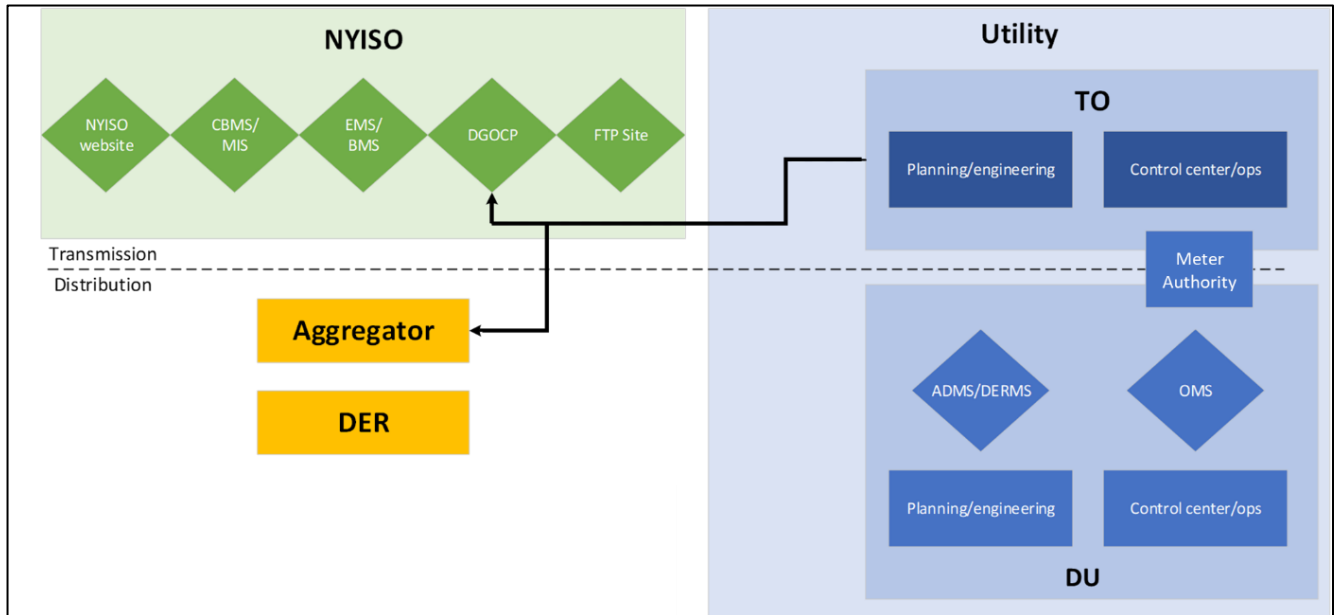 NYISO
Utility
TO
NYISO
website
CBMS/
MIS
EMS/
BMS
DGOCP
FTP Site
Planning/engineering
Control center/ops
Transmission
Distribution
Meter
Authority
Aggregator
DER
ADMS/DERMS
OMS
Planning/engineering
Control center/ops
DU